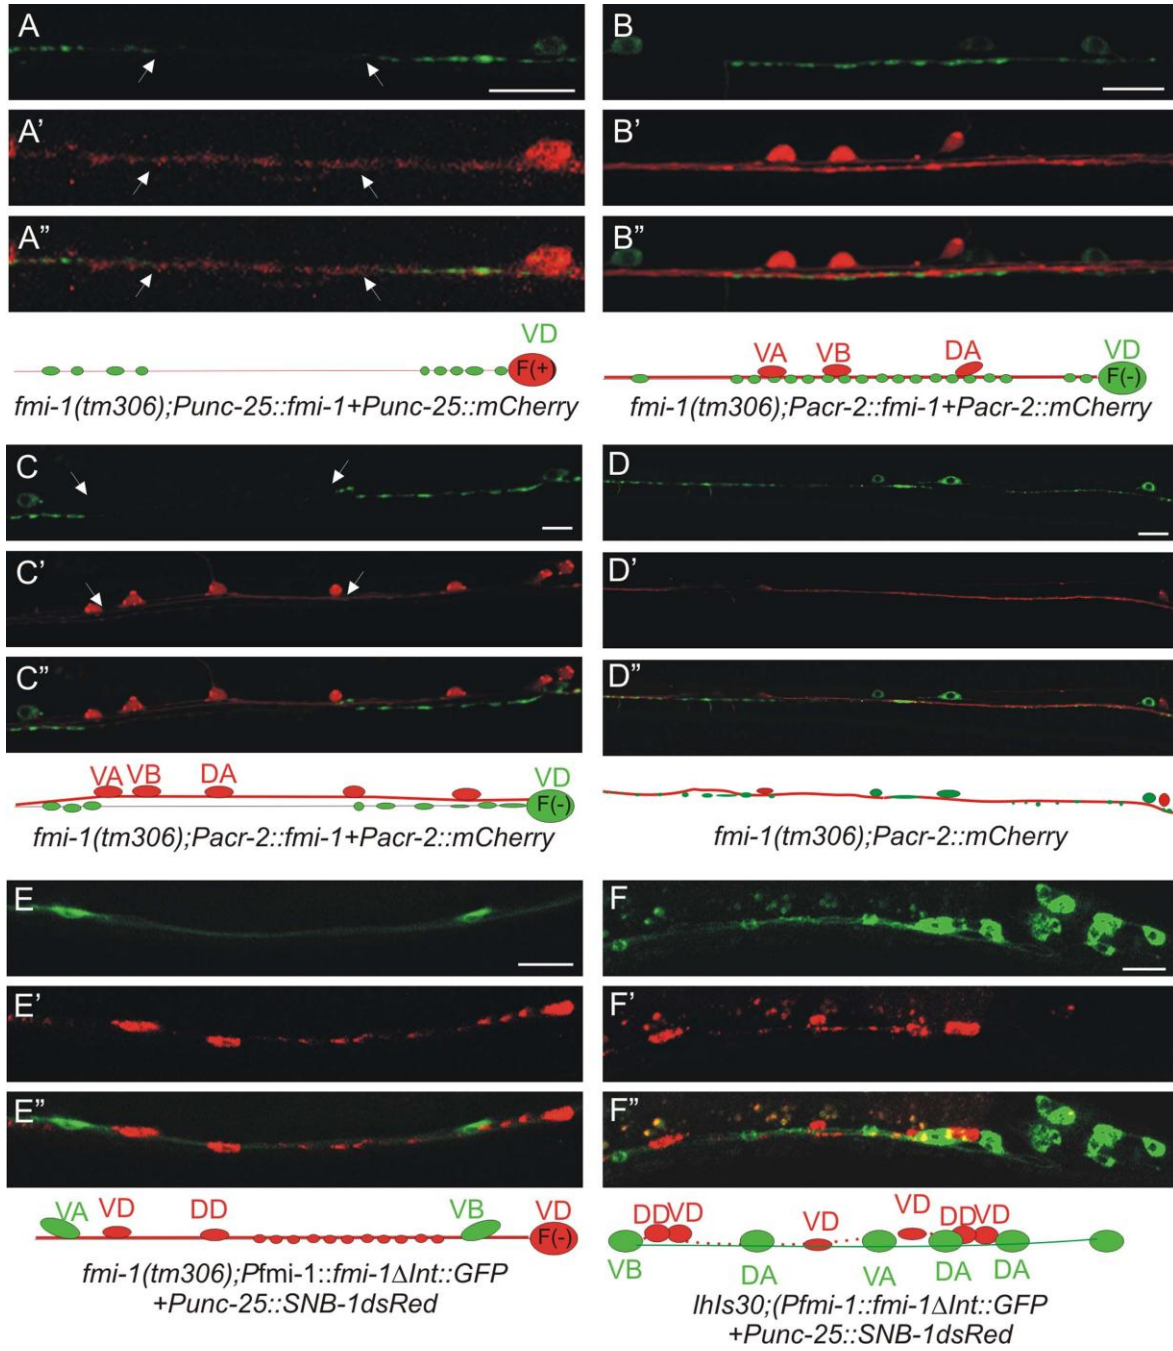 A
B
A’
B’
A”
B”
VD
F(+)
VA VB DA VD
F(-)
fmi-1(tm306);Punc-25::fmi-1+Punc-25::mCherry
fmi-1(tm306);Pacr-2::fmi-1+Pacr-2::mCherry
C
D
C’
D’
C”
D”
VA VB DA VD
F(-)
fmi-1(tm306);Pacr-2::fmi-1+Pacr-2::mCherry
fmi-1(tm306);Pacr-2::mCherry
E
F
E’
F’
E”
F”
VA VD DD VB VD
F(-)
fmi-1(tm306);Pfmi-1::fmi-1ΔInt::GFP
+Punc-25::SNB-1dsRed
DD VD VD VD DD VD
VB DA VA DA DA
lhIs30;(Pfmi-1::fmi-1ΔInt::GFP
+Punc-25::SNB-1dsRed